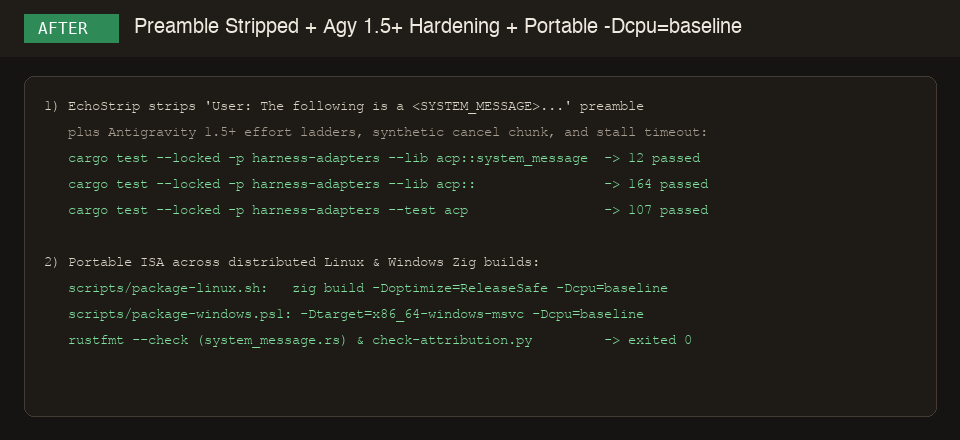 AFTER
Preamble Stripped + Agy 1.5+ Hardening + Portable -Dcpu=baseline
1) EchoStrip strips 'User: The following is a <SYSTEM_MESSAGE>...' preamble
plus Antigravity 1.5+ effort ladders, synthetic cancel chunk, and stall timeout:
cargo test --locked -p harness-adapters --lib acp::system_message -> 12 passed
cargo test --locked -p harness-adapters --lib acp:: -> 164 passed
cargo test --locked -p harness-adapters --test acp -> 107 passed
2) Portable ISA across distributed Linux & Windows Zig builds:
scripts/package-linux.sh: zig build -Doptimize=ReleaseSafe -Dcpu=baseline
scripts/package-windows.ps1: -Dtarget=x86_64-windows-msvc -Dcpu=baseline
rustfmt --check (system_message.rs) & check-attribution.py -> exited 0